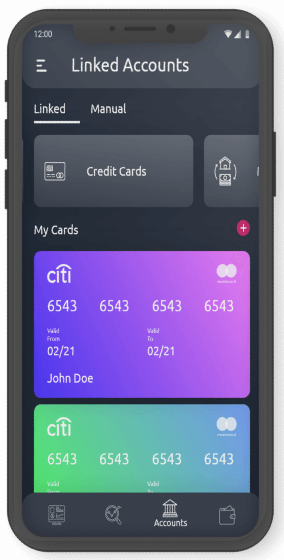 12:00
Linked Accounts
Linked Manual
Credit Cards
My Cards
citi
mastercard
6543 6543 6543 6543
Valid From Valid To
02/21 02/21
John Doe
citi
6543 6543 6543 6543
Valid Valid
Accounts